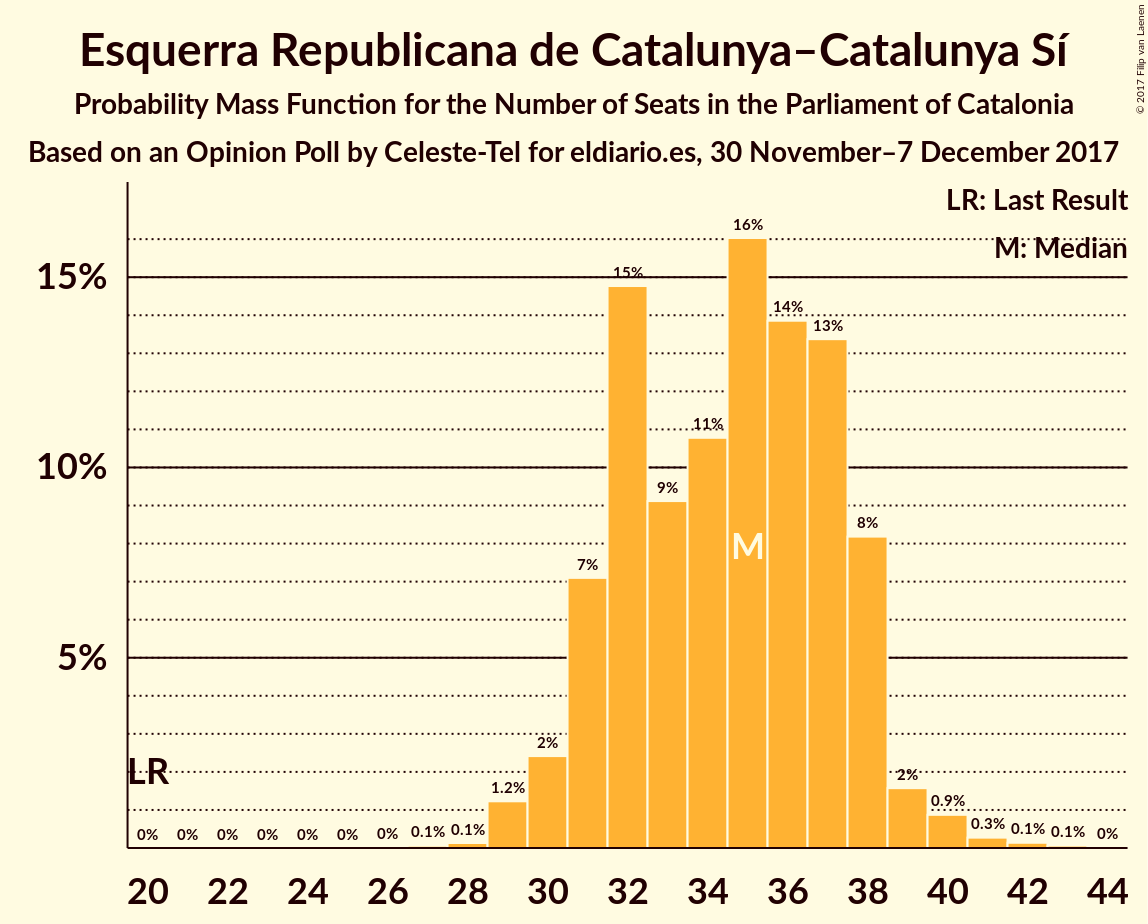 Esquerra Republicana de Catalunya–Catalunya Sí
Probability Mass Function for the Number of Seats in the Parliament of Catalonia
Based on an Opinion Poll by Celeste-Tel for eldiario.es, 30 November–7 December 2017
© 2017 Filip van Laenen
LR: Last Result
M: Median
15%
10%
5%
16%
15%
14%
13%
11%
9%
8%
7%
M
2%
2%
LR
1.2%
0.9%
0% 0% 0% 0% 0% 0% 0% 0.1% 0.1% 0.3% 0.1% 0.1% 0%
20 22 24 26 28 30 32 34 36 38 40 42 44